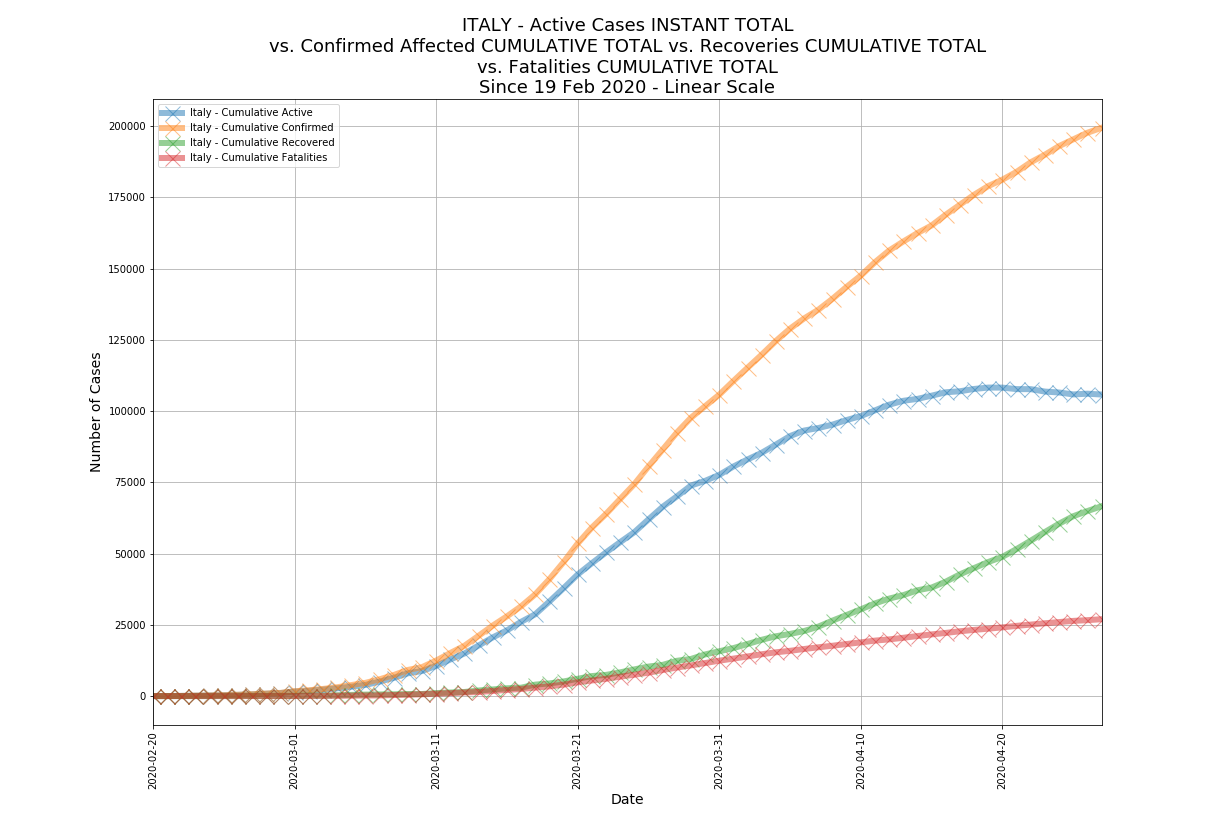 ITALY - Active Cases INSTANT TOTAL
vs. Confirmed Affected CUMULATIVE TOTAL vs. Recoveries CUMULATIVE TOTAL
vs. Fatalities CUMULATIVE TOTAL
Since 19 Feb 2020 - Linear Scale
Italy - Cumulative Active
Italy - Cumulative Confirmed
Italy - Cumulative Recovered
Italy - Cumulative Fatalities
200000
175000
150000
125000
100000
75000
50000
25000
0
Number of Cases
2020-02-20
2020-03-01
2020-03-11
2020-03-21
2020-03-31
2020-04-10
2020-04-20
Date